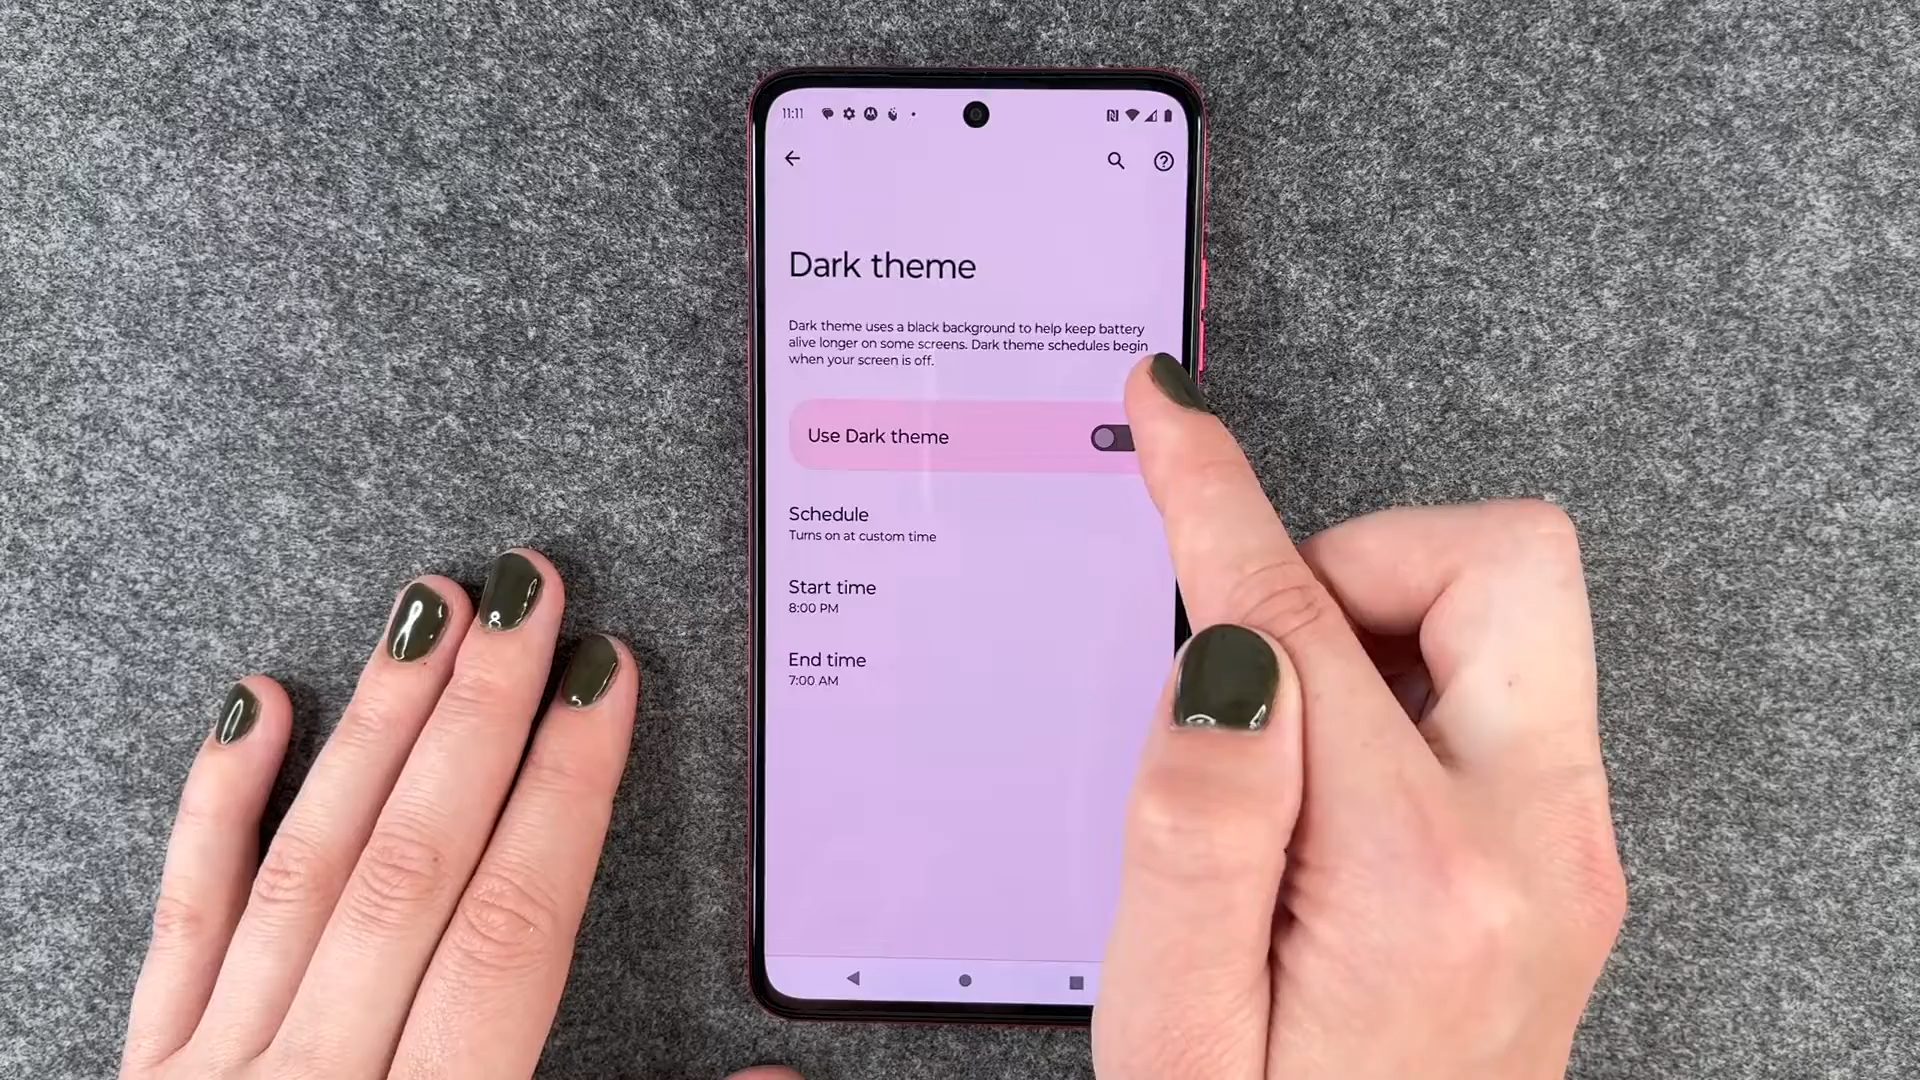 11:11
Dark theme
Dark theme uses a black background to help keep battery
alive longer on some screens. Dark theme schedules begin
when your screen is off.
Use Dark theme
Schedule
Turns on at custom time
Start time
8:00 PM
End time
7:00 AM